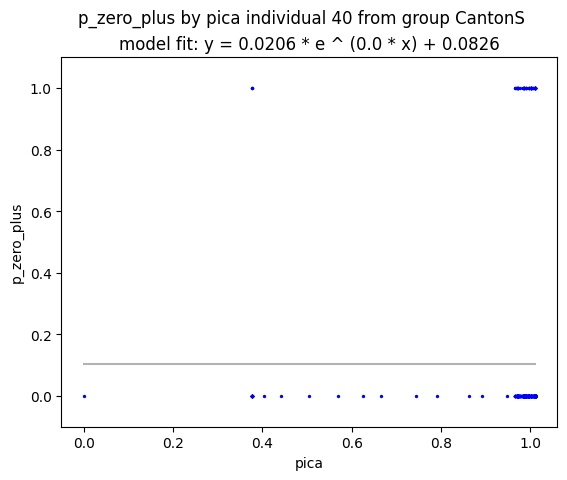 p_zero_plus by pica individual 40 from group CantonS
model fit: y = 0.0206 * e ^ (0.0 * x) + 0.0826
1.0
0.8
0.6
0.4
0.2
0.0
p_zero_plus
0.0 0.2 0.4 0.6 0.8 1.0
pica